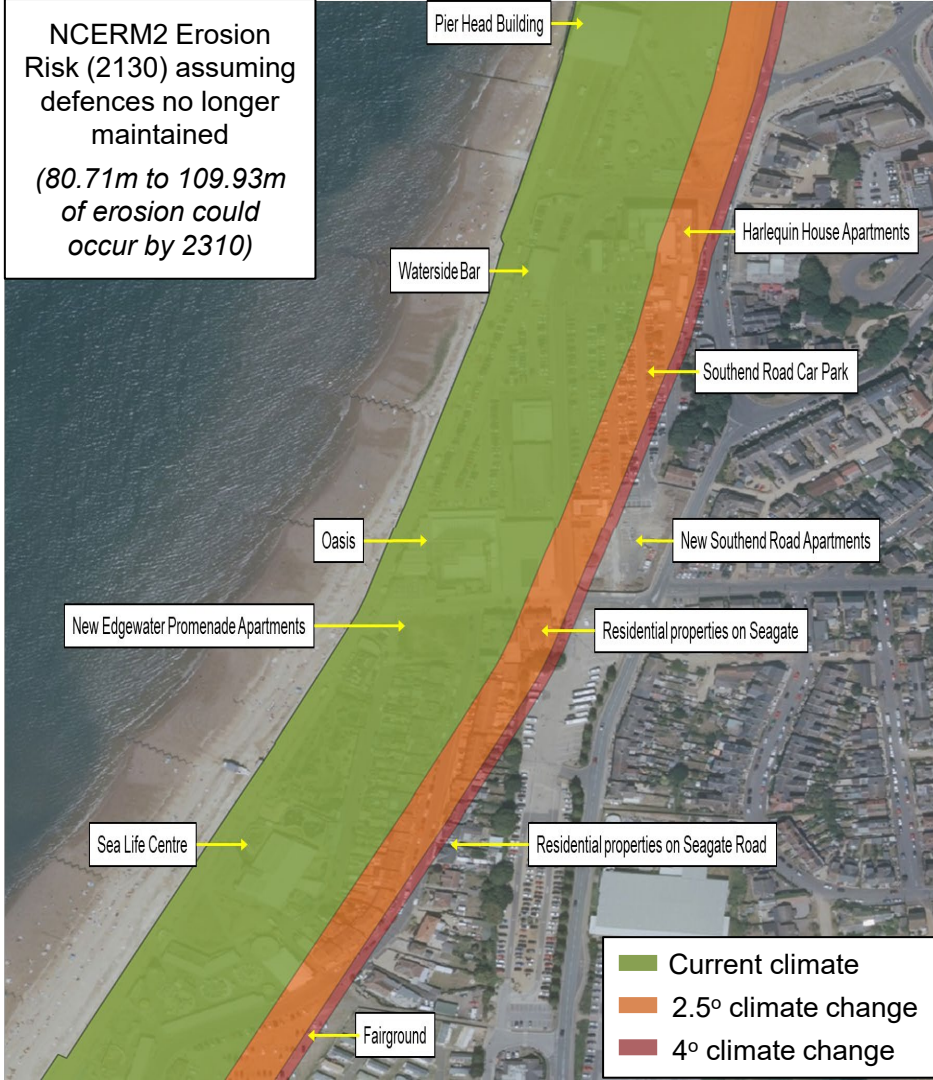 NCERM2 Erosion
Risk (2130) assuming
defences no longer
maintained
(80.71m to 109.93m
of erosion could
occur by 2310)
Pier Head Building
Harlequin House Apartments
Waterside Bar
Southend Road Car Park
Oasis
New Southend Road Apartments
New Edgewater Promenade Apartments
Residential properties on Seagate
Sea Life Centre
Residential properties on Seagate Road
Fairground
Current climate
2.5° climate change
4° climate change